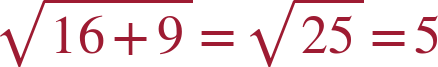 √16+9 = √25 = 5